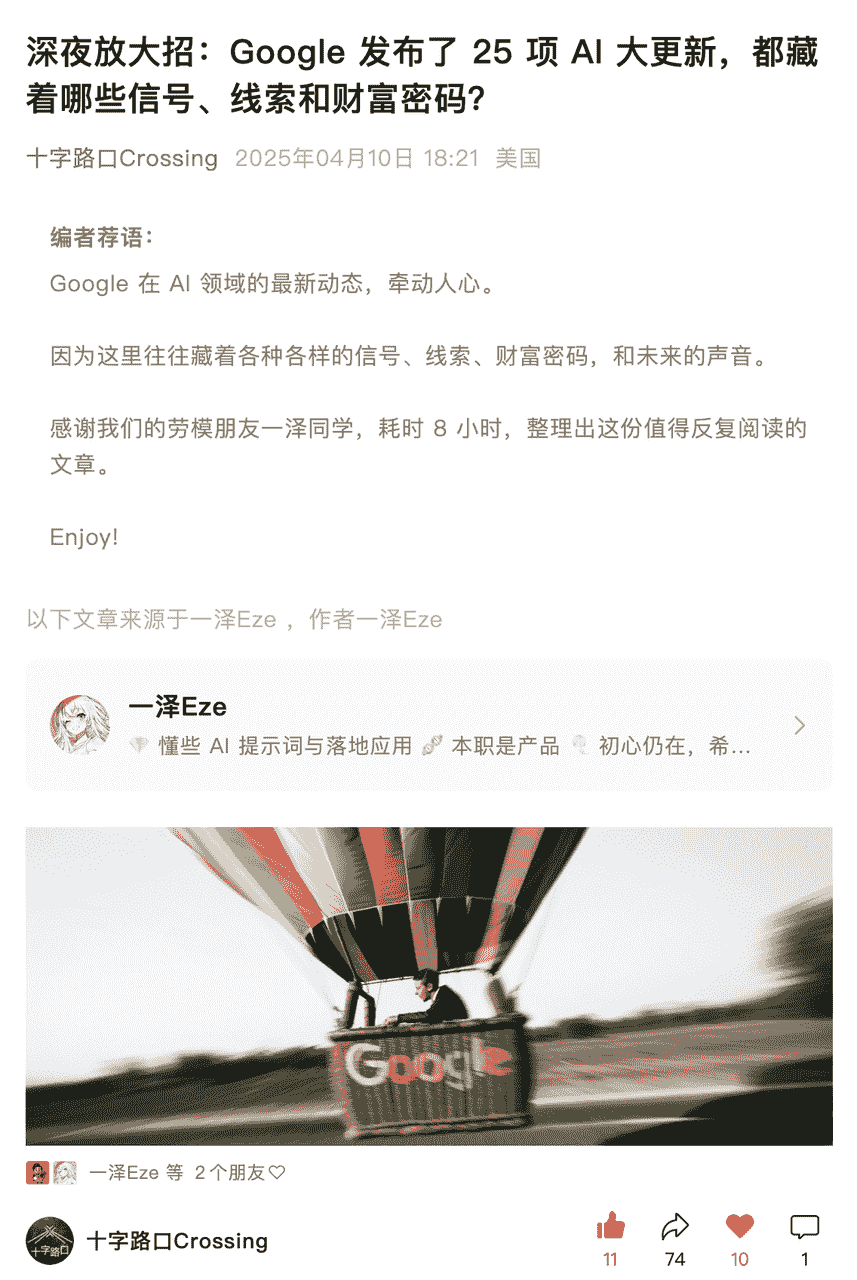 深夜放大招：Google 发布了 25 项 AI 大更新，都藏
着哪些信号、线索和财富密码？
十字路口Crossing 2025年04月10日 18:21 美国
编者荐语：
Google 在 AI 领域的最新动态，牵动人心。
因为这里往往藏着各种各样的信号、线索、财富密码，和未来的声音。
感谢我们的劳模朋友一泽同学，耗时 8 小时，整理出这份值得反复阅读的
文章。
Enjoy!
以下文章来源于一泽Eze ，作者一泽Eze
一泽Eze
懂些 AI 提示词与落地应用 本职是产品 初心仍在，希...
Google
一泽Eze 等 2个朋友
十字路口
十字路口Crossing
11 74 10 1